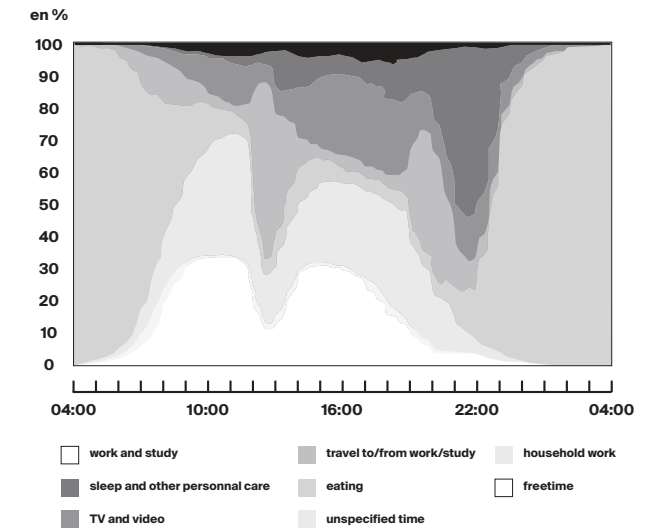 en %
100
90
80
70
60
50
40
30
20
10
0
04:00 10:00 16:00 22:00 04:00
work and study travel to/from work/study household work
sleep and other personnal care eating freetime
TV and video unspecified time